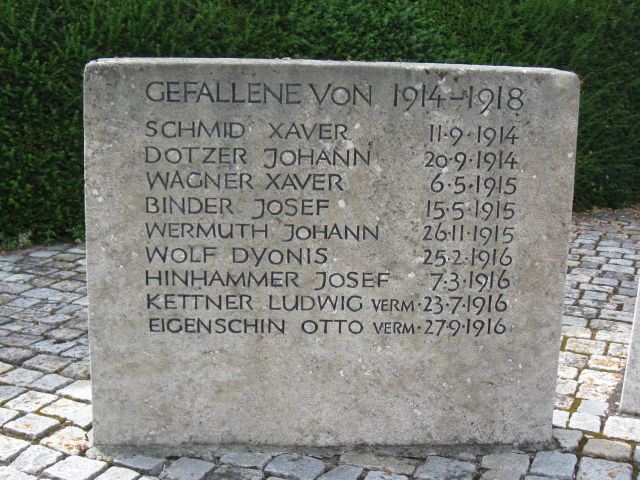 GEFALLENE VON 1914-1918
SCHMID XAVER 11·9·1914
DOTZER JOHANN 20·9·1914
WAGNER XAVER 6·5·1915
BINDER JOSEF 15·5·1915
WERMUTH JOHANN 26·11·1915
WOLF DYONIS 25·2·1916
HINHAMMER JOSEF 7·3·1916
KETTNER LUDWIG VERM·23·7·1916
EIGENSCHIN OTTO VERM·27·9·1916